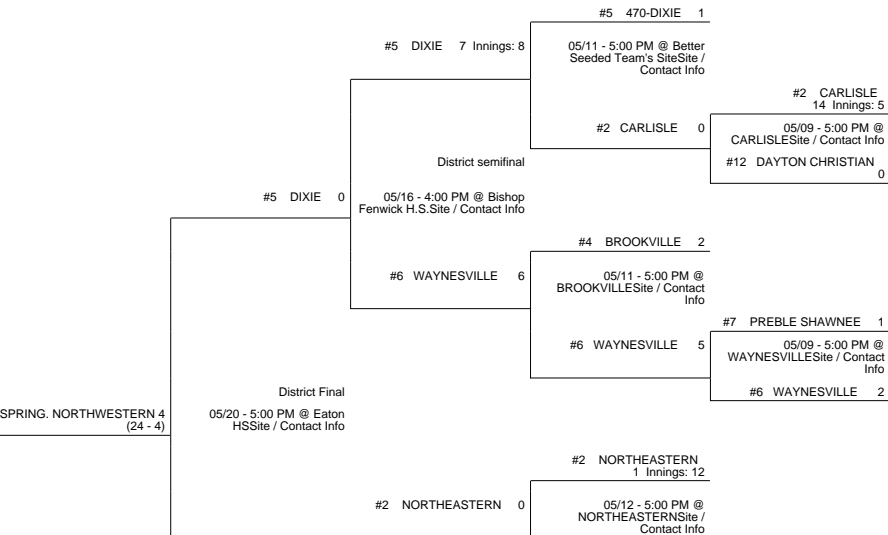 #5 470-DIXIE 1
#5 DIXIE 7 Innings: 8
05/11 - 5:00 PM @ Better
Seeded Team's SiteSite /
Contact Info
#2 CARLISLE
14 Innings: 5
#2 CARLISLE 0
05/09 - 5:00 PM @
CARLISLESite / Contact Info
District semifinal
#12 DAYTON CHRISTIAN
0
#5 DIXIE 0
05/16 - 4:00 PM @ Bishop
Fenwick H.S.Site / Contact Info
#4 BROOKVILLE 2
#6 WAYNESVILLE 6
05/11 - 5:00 PM @
BROOKVILLESite / Contact
Info
#7 PREBLE SHAWNEE 1
#6 WAYNESVILLE 5
05/09 - 5:00 PM @
WAYNESVILLESite / Contact
Info
District Final
#6 WAYNESVILLE 2
SPRING. NORTHWESTERN 4
(24 - 4)
05/20 - 5:00 PM @ Eaton
HSSite / Contact Info
#2 NORTHEASTERN
1 Innings: 12
#2 NORTHEASTERN 0
05/12 - 5:00 PM @
NORTHEASTERNSite /
Contact Info